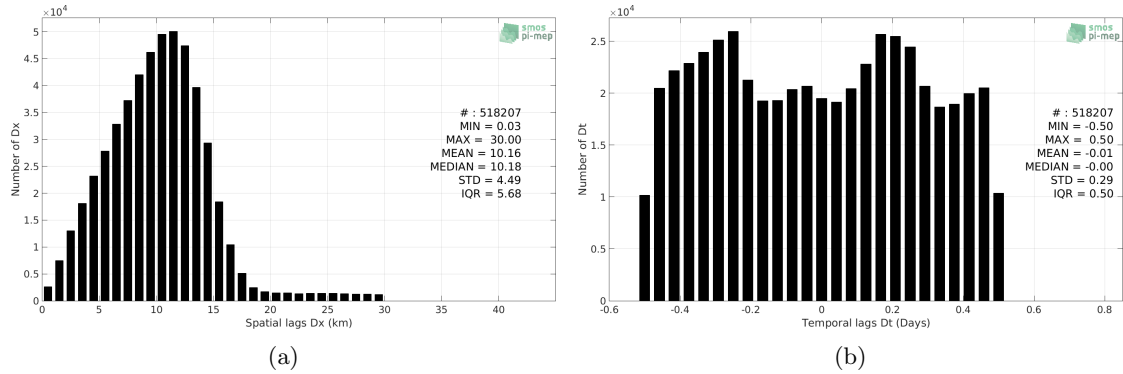 ×10⁴
5
4.5
4
3.5
3
2.5
2
1.5
1
0.5
0
Number of Dx
0 5 10 15 20 25 30 35 40
Spatial lags Dx (km)
smos
pi-mep
# : 518207
MIN = 0.03
MAX = 30.00
MEAN = 10.16
MEDIAN = 10.18
STD = 4.49
IQR = 5.68
(a)
×10⁴
2.5
2
1.5
1
0.5
0
Number of Dt
-0.6 -0.4 -0.2 0 0.2 0.4 0.6 0.8
Temporal lags Dt (Days)
smos
pi-mep
# : 518207
MIN = -0.50
MAX = 0.50
MEAN = -0.01
MEDIAN = -0.00
STD = 0.29
IQR = 0.50
(b)